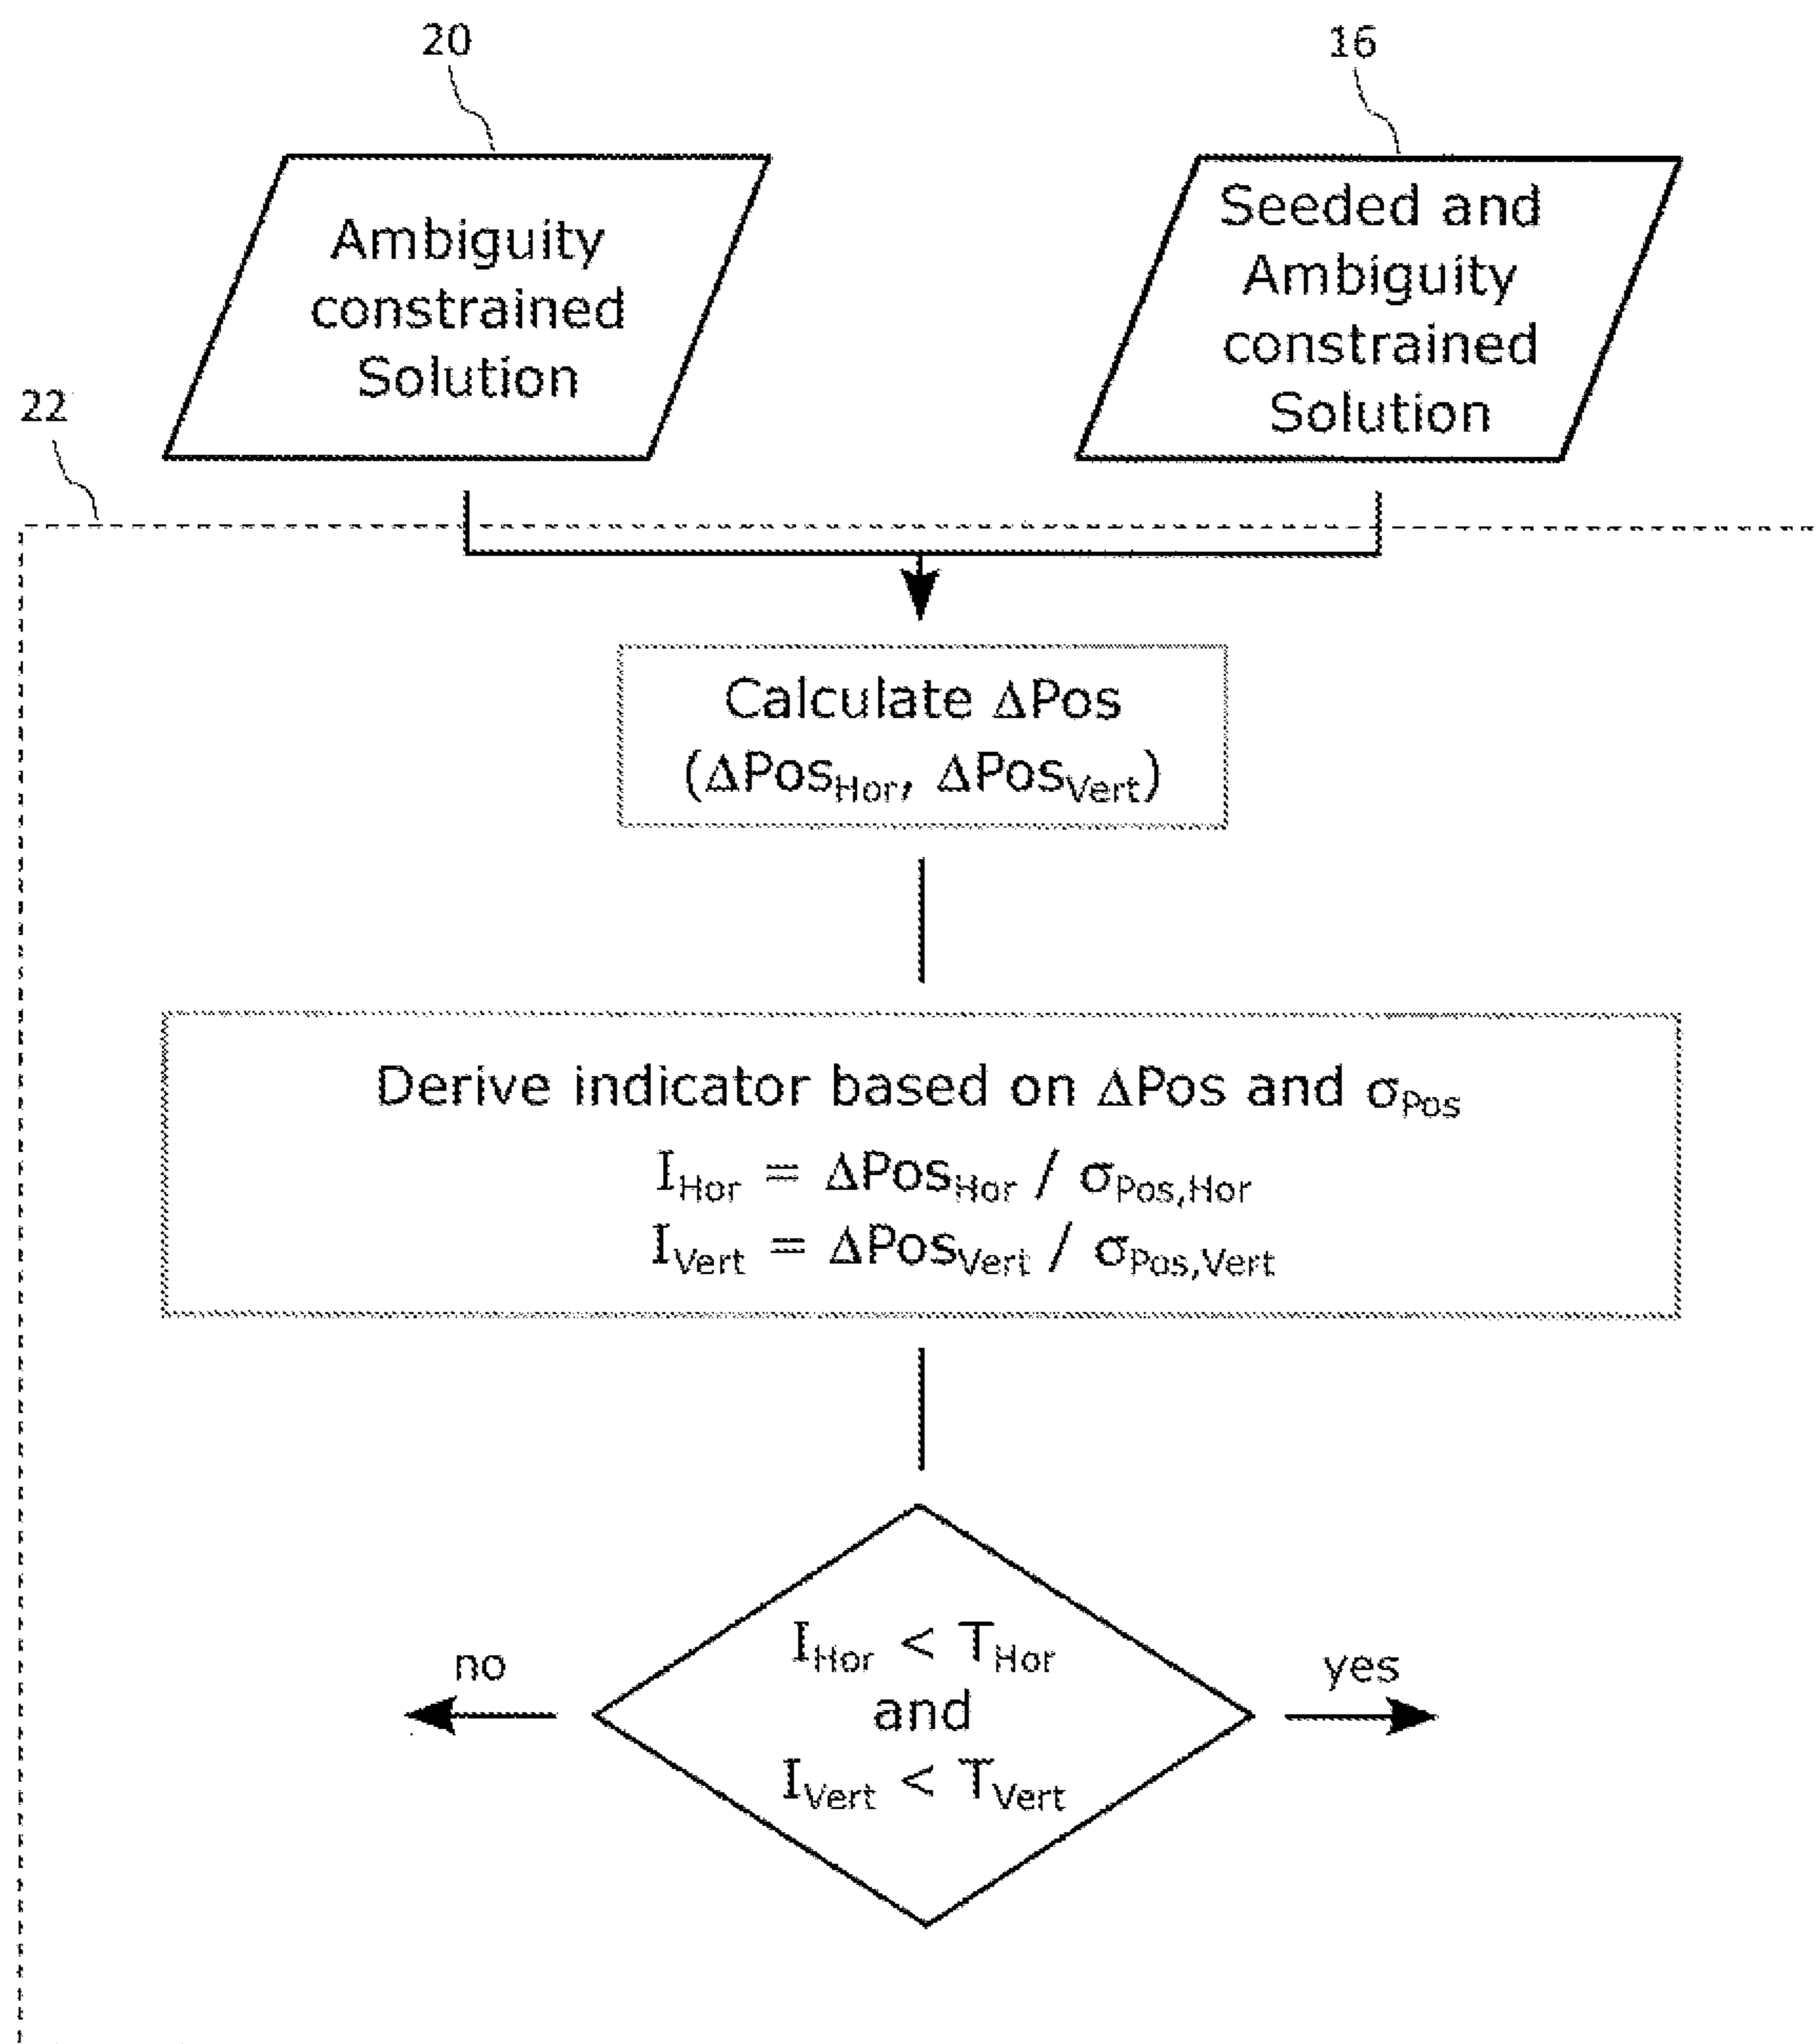 20
16
Ambiguity
constrained
Solution
Seeded and
Ambiguity
constrained
Solution
22
Calculate ΔPos
(ΔPosHor, ΔPosVert)
Derive indicator based on ΔPos and σPos
IHor = ΔPosHor / σPos,Hor
IVert = ΔPosVert / σPos,Vert
IHor < THor
and
IVert < TVert
no
yes